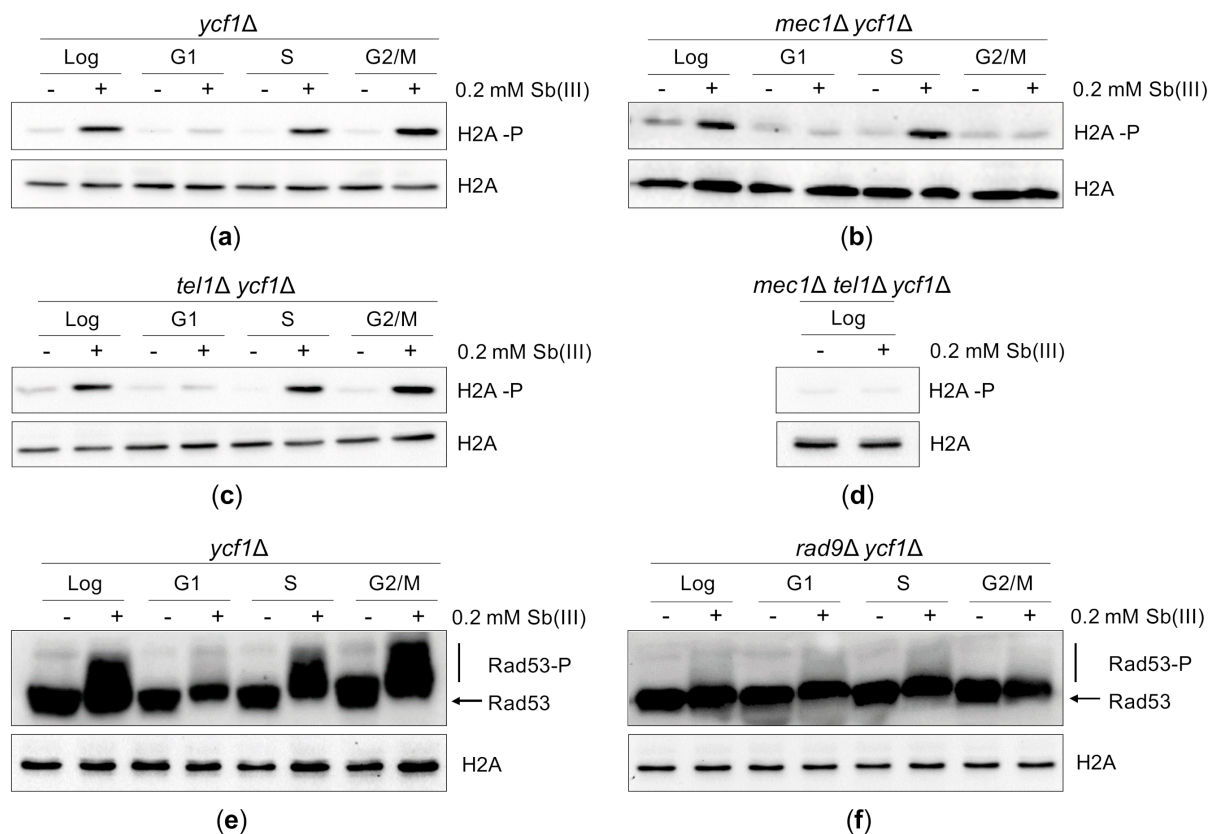 ycf1Δ
Log G1 S G2/M
- + - + - + - + 0.2 mM Sb(III)
H2A -P
H2A
(a)
mec1Δ ycf1Δ
Log G1 S G2/M
- + - + - + - + 0.2 mM Sb(III)
H2A -P
H2A
(b)
tel1Δ ycf1Δ
Log G1 S G2/M
- + - + - + - + 0.2 mM Sb(III)
H2A -P
H2A
(c)
mec1Δ tel1Δ ycf1Δ
Log
- + 0.2 mM Sb(III)
H2A -P
H2A
(d)
ycf1Δ
Log G1 S G2/M
- + - + - + - + 0.2 mM Sb(III)
Rad53-P
Rad53
H2A
(e)
rad9Δ ycf1Δ
Log G1 S G2/M
- + - + - + - + 0.2 mM Sb(III)
Rad53-P
Rad53
H2A
(f)